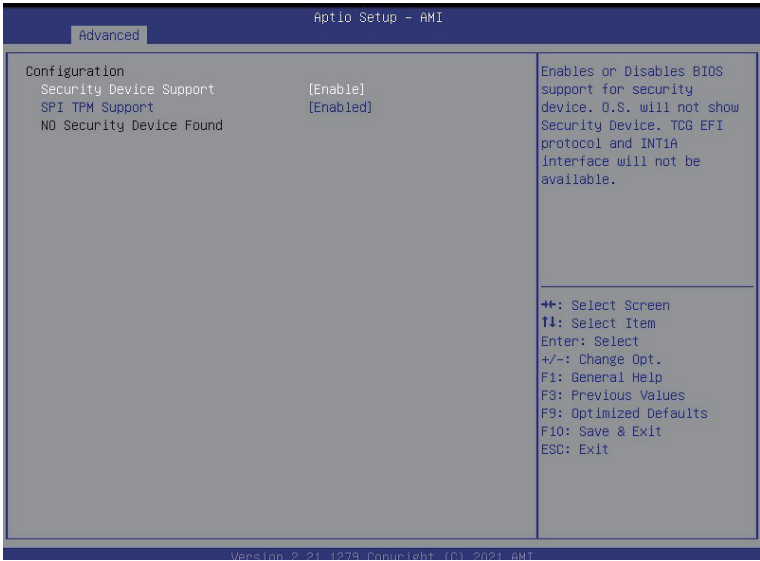 Aptio Setup – AMI
Advanced
Configuration
Security Device Support [Enable]
SPI TPM Support [Enabled]
NO Security Device Found
Enables or Disables BIOS
support for security
device. O.S. will not show
Security Device. TCG EFI
protocol and INT1A
interface will not be
available.
→←: Select Screen
↑↓: Select Item
Enter: Select
+/-: Change Opt.
F1: General Help
F3: Previous Values
F9: Optimized Defaults
F10: Save & Exit
ESC: Exit
Version 2.21.1279 Copyright (C) 2021 AMI